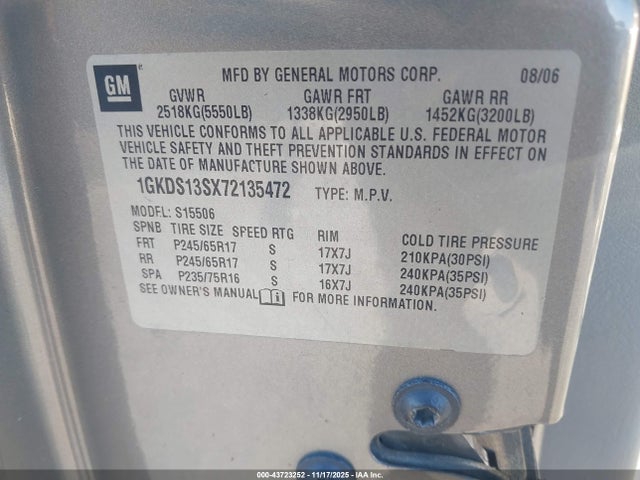 GM
MFD BY GENERAL MOTORS CORP. 08/06
GVWR GAWR FRT GAWR RR
2518KG(5550LB) 1338KG(2950LB) 1452KG(3200LB)
THIS VEHICLE CONFORMS TO ALL APPLICABLE U.S. FEDERAL MOTOR
VEHICLE SAFETY AND THEFT PREVENTION STANDARDS IN EFFECT ON
THE DATE OF MANUFACTURE SHOWN ABOVE.
1GKDS13SX72135472 TYPE: M.P.V.
MODEL: S15506
SPNB TIRE SIZE SPEED RTG RIM COLD TIRE PRESSURE
FRT P245/65R17 S 17X7J 210KPA(30PSI)
RR P245/65R17 S 17X7J 240KPA(35PSI)
SPA P235/75R16 S 16X7J 240KPA(35PSI)
SEE OWNER'S MANUAL FOR MORE INFORMATION.
000-43723252 - 11/17/2025 - IAA Inc.